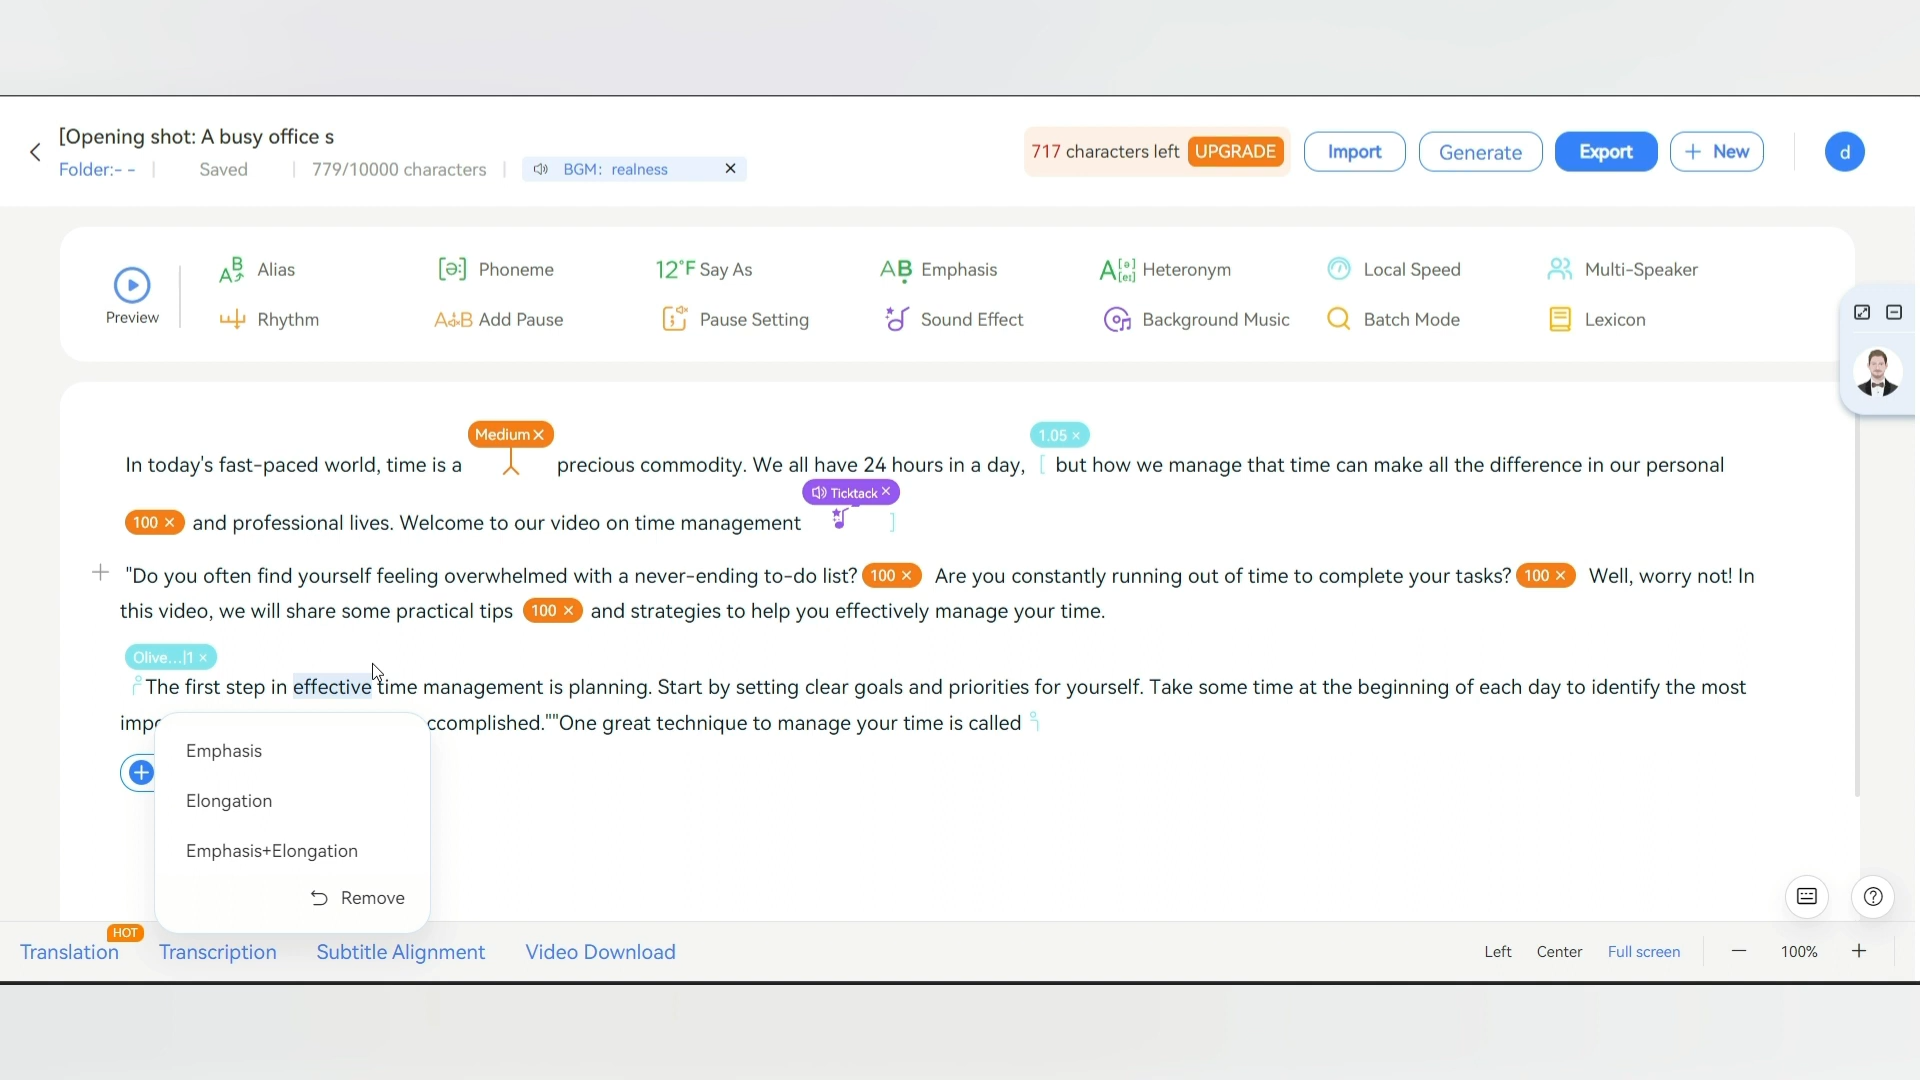 [Opening shot: A busy office s
Folder:- - | Saved | 779/10000 characters | BGM: realness ×
717 characters left UPGRADE Import Generate Export + New d
Alias Phoneme 12°F Say As Emphasis Heteronym Local Speed Multi-Speaker
Preview
Rhythm Add Pause Pause Setting Sound Effect Background Music Batch Mode Lexicon
Medium × 1.05 ×
In today's fast-paced world, time is a precious commodity. We all have 24 hours in a day, [ but how we manage that time can make all the difference in our personal
Ticktack ×
100 × and professional lives. Welcome to our video on time management ]
"Do you often find yourself feeling overwhelmed with a never-ending to-do list? 100 × Are you constantly running out of time to complete your tasks? 100 × Well, worry not! In
this video, we will share some practical tips 100 × and strategies to help you effectively manage your time.
Olive...|1 ×
The first step in effective time management is planning. Start by setting clear goals and priorities for yourself. Take some time at the beginning of each day to identify the most
ccomplished.""One great technique to manage your time is called
Emphasis
Elongation
Emphasis+Elongation
Remove
HOT
Translation Transcription Subtitle Alignment Video Download Left Center Full screen — 100% +